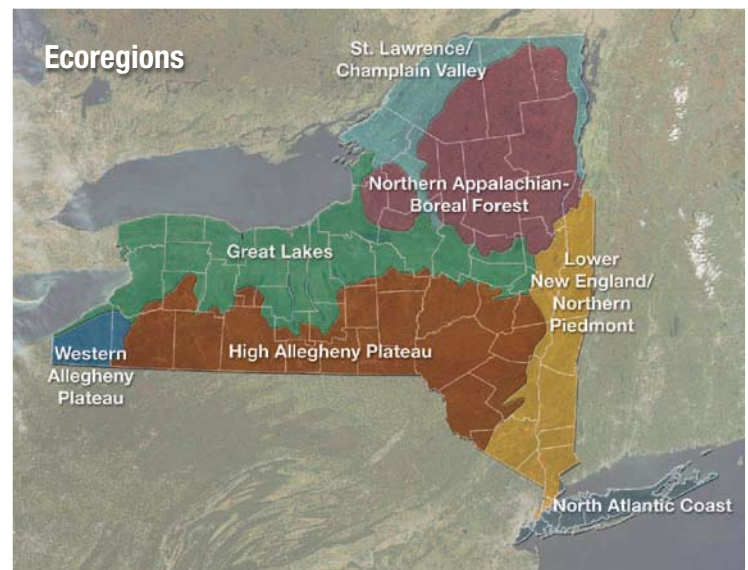 Ecoregions
St. Lawrence/
Champlain Valley
Northern Appalachian-
Boreal Forest
Great Lakes
Lower
New England/
Northern
Piedmont
Western
Allegheny
Plateau
High Allegheny Plateau
North Atlantic Coast